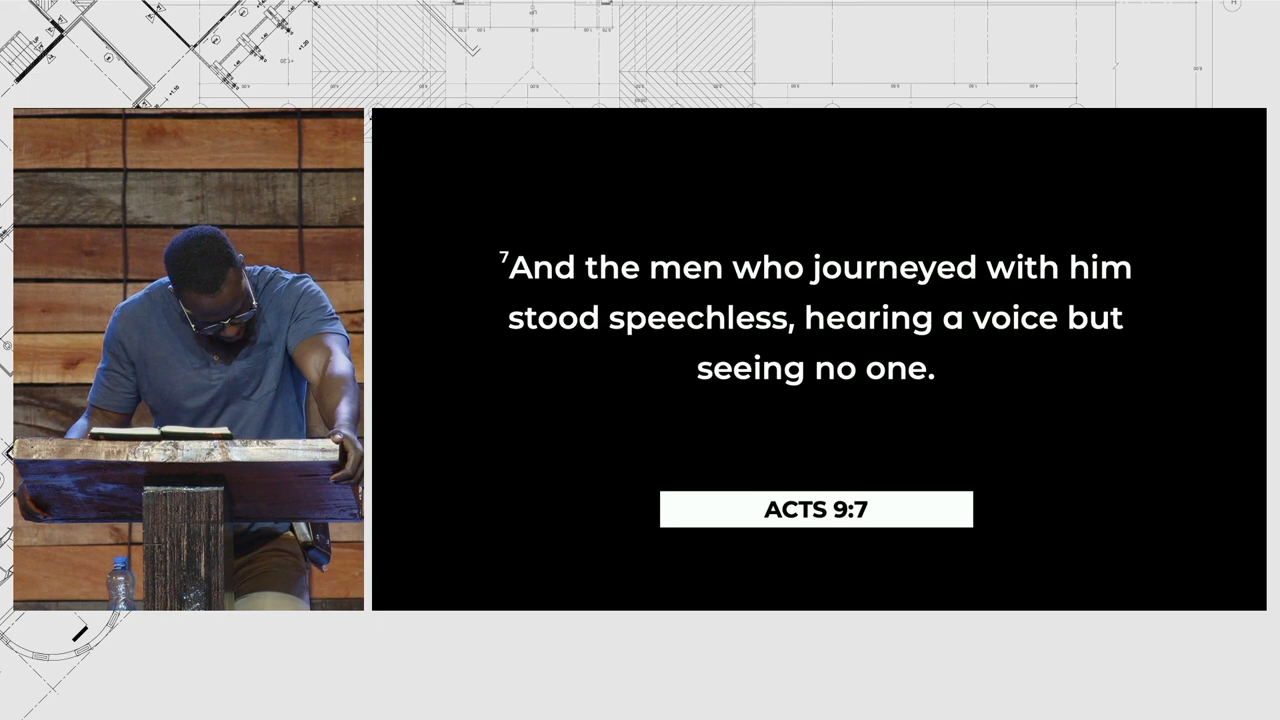 ⁷And the men who journeyed with him
stood speechless, hearing a voice but
seeing no one.
ACTS 9:7